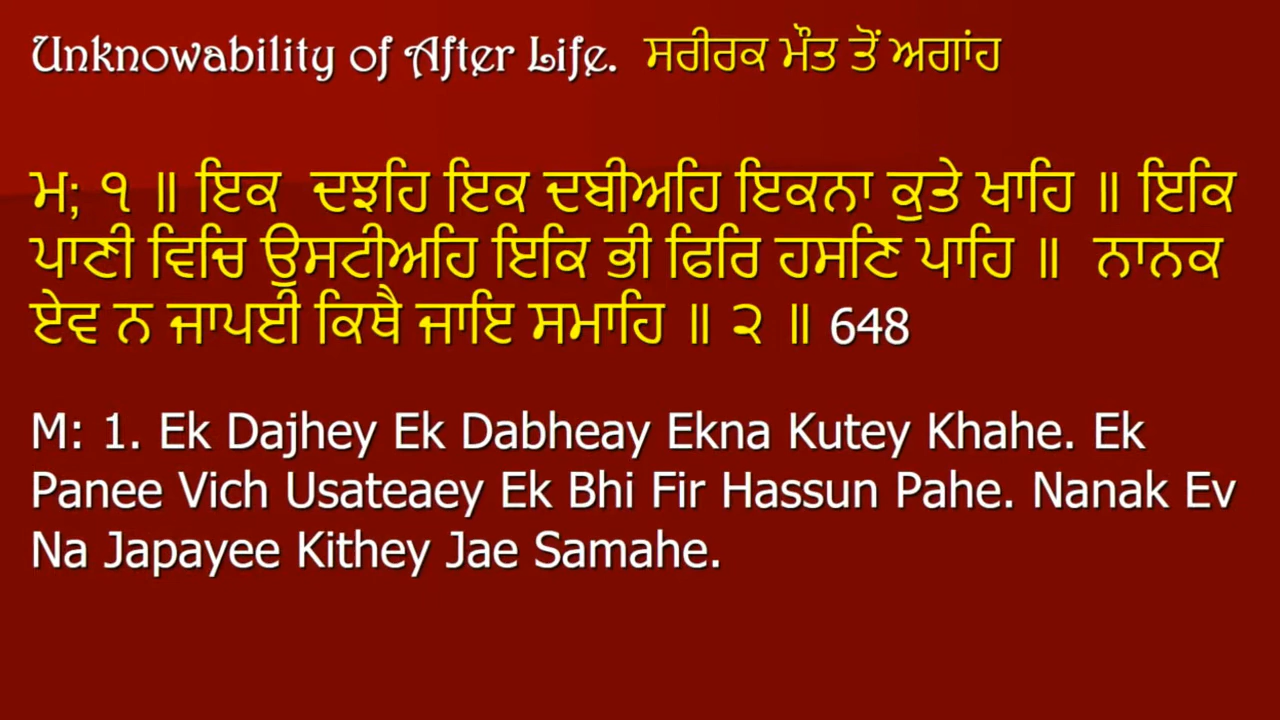 Unknowability of After Life. ਸਰੀਰਕ ਮੌਤ ਤੋਂ ਅਗਾਂਹ
ਮ; ੧ ॥ ਇਕ ਦਝਹਿ ਇਕ ਦਬੀਅਹਿ ਇਕਨਾ ਕੁਤੇ ਖਾਹਿ ॥ ਇਕਿ
ਪਾਣੀ ਵਿਚਿ ਉਸਟੀਅਹਿ ਇਕਿ ਭੀ ਫਿਰਿ ਹਸਣਿ ਪਾਹਿ ॥ ਨਾਨਕ
ਏਵ ਨ ਜਾਪਈ ਕਿਥੈ ਜਾਇ ਸਮਾਹਿ ॥ ੨ ॥ 648
M: 1. Ek Dajhey Ek Dabheay Ekna Kutey Khahe. Ek
Panee Vich Usateaey Ek Bhi Fir Hassun Pahe. Nanak Ev
Na Japayee Kithey Jae Samahe.